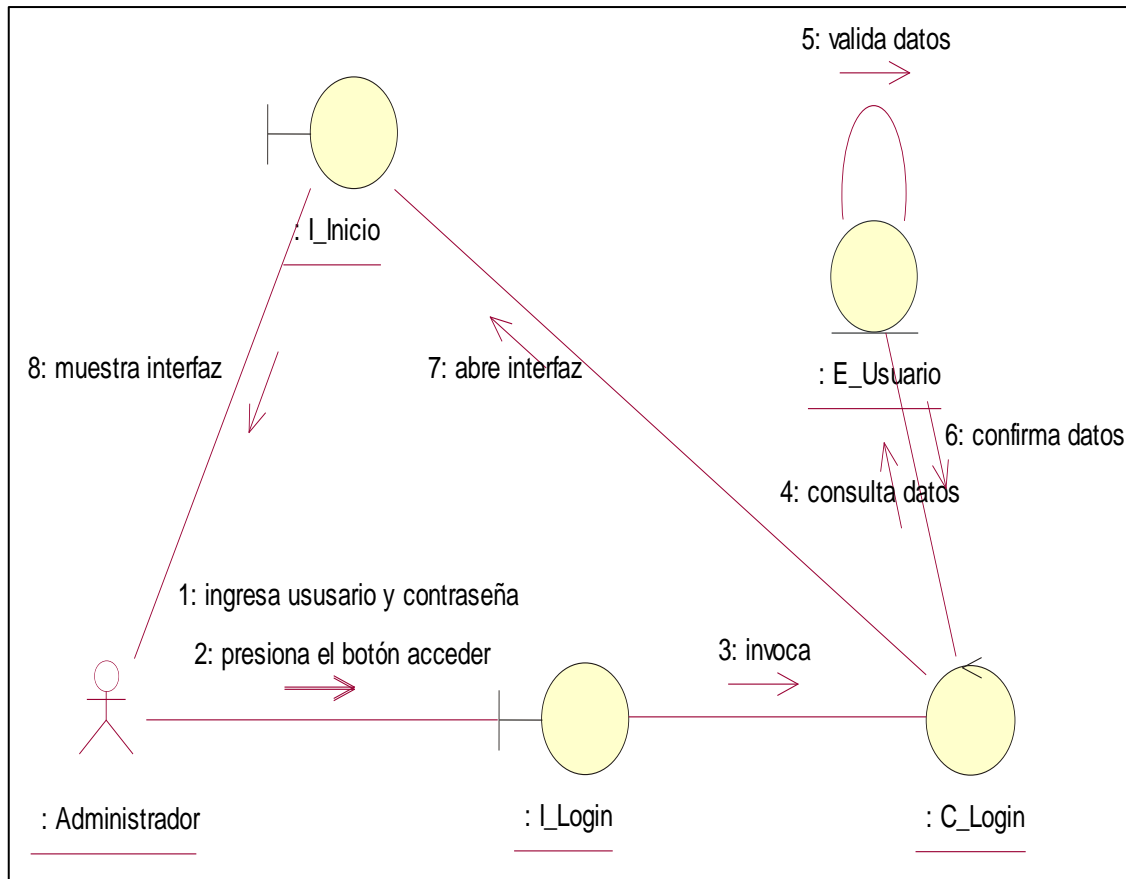 5: valida datos
: I_Inicio
8: muestra interfaz
7: abre interfaz
: E_Usuario
6: confirma datos
4: consulta datos
1: ingresa ususario y contraseña
2: presiona el botón acceder
3: invoca
: Administrador
: I_Login
: C_Login